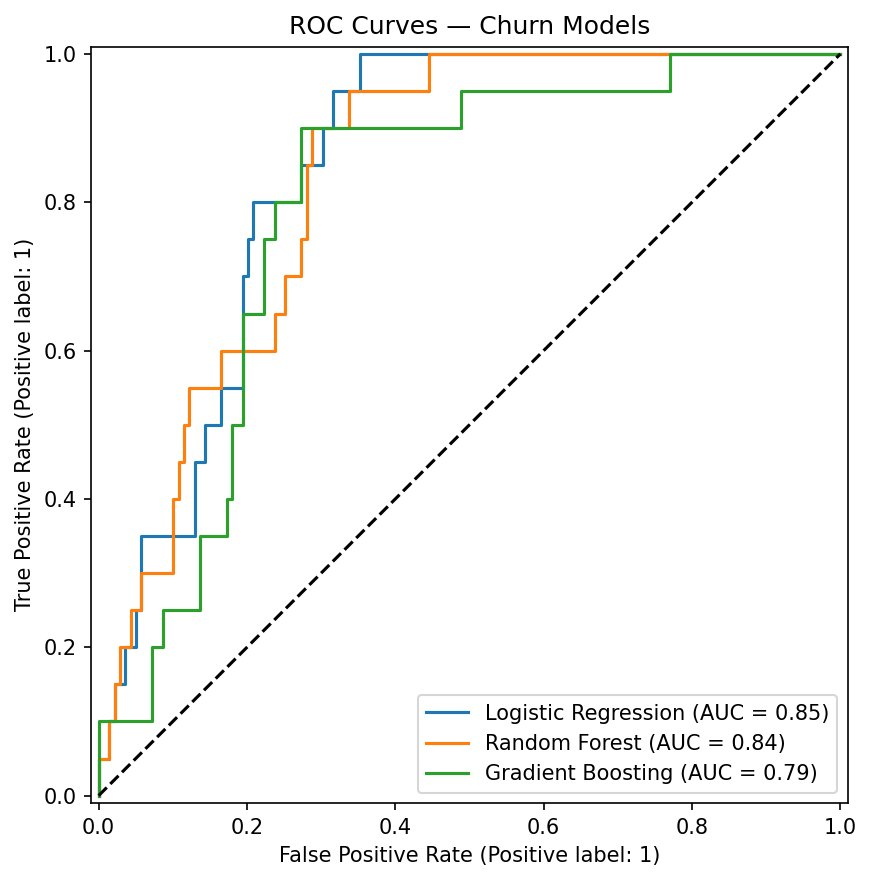 ROC Curves — Churn Models
1.0
0.8
0.6
0.4
0.2
0.0
True Positive Rate (Positive label: 1)
Logistic Regression (AUC = 0.85)
Random Forest (AUC = 0.84)
Gradient Boosting (AUC = 0.79)
0.0 0.2 0.4 0.6 0.8 1.0
False Positive Rate (Positive label: 1)